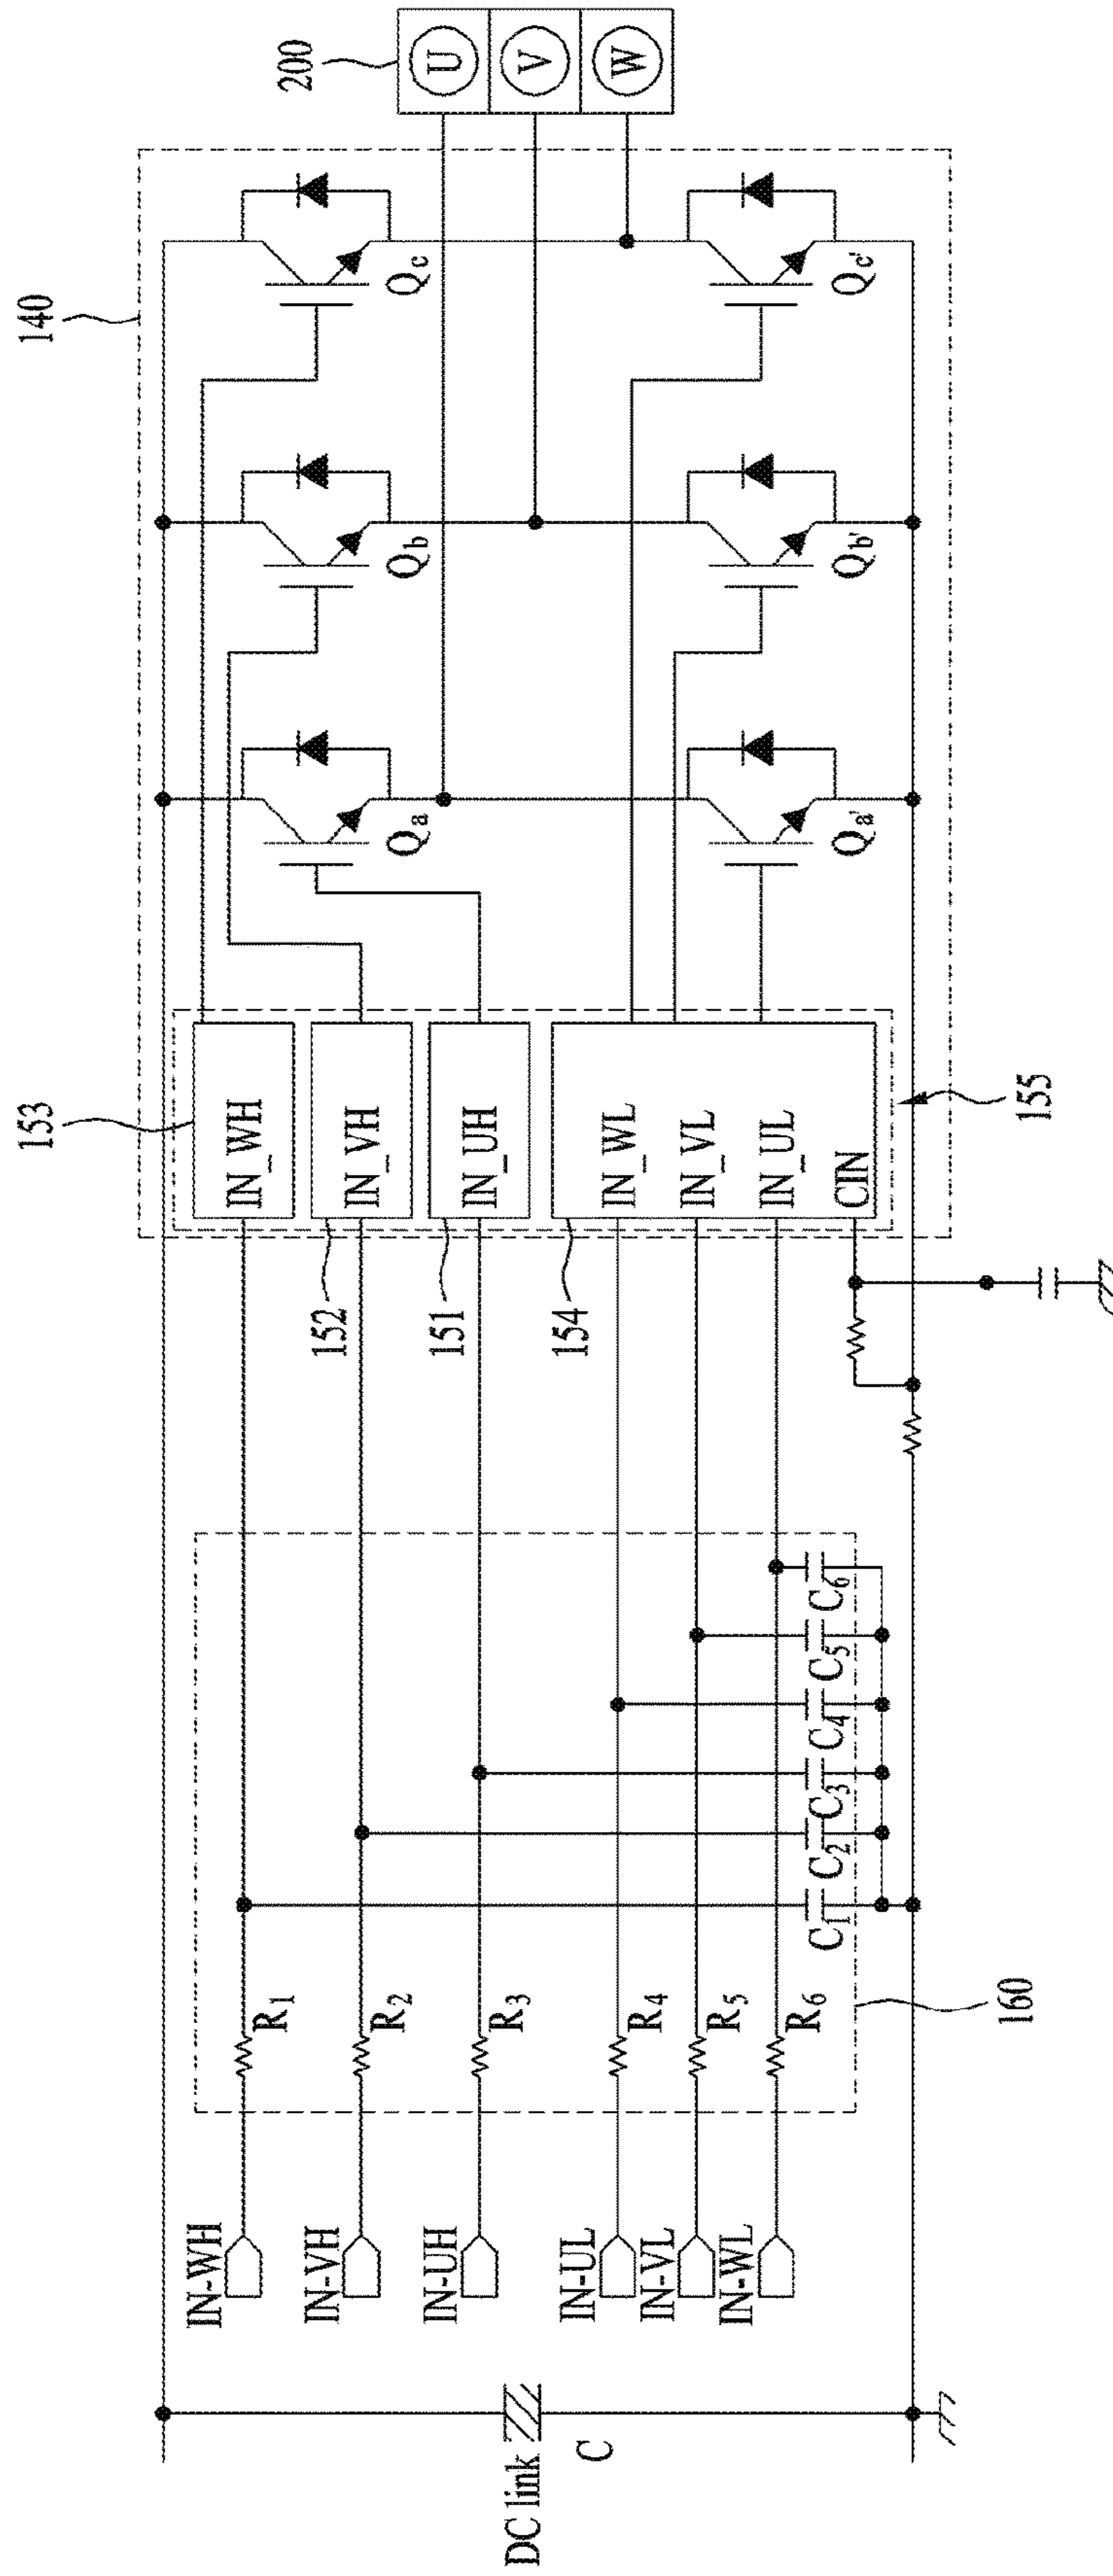 140
200
U
V
W
153
IN_WH
152
IN_VH
151
IN_UH
154
IN_WL
IN_VL
IN_UL
CIN
155
Qa
Qb
Qc
Qa'
Qb'
Qc'
IN-WH
IN-VH
IN-UH
IN-UL
IN-VL
IN-WL
R1
R2
R3
R4
R5
R6
C1
C2
C3
C4
C5
C6
160
DC link
C